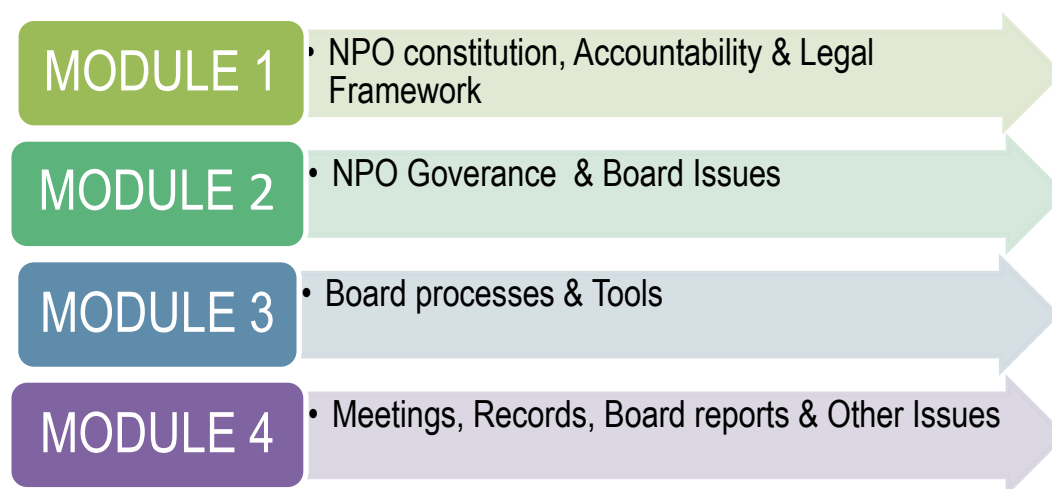 MODULE 1
• NPO constitution, Accountability & Legal
Framework
MODULE 2
• NPO Goverance & Board Issues
MODULE 3
• Board processes & Tools
MODULE 4
• Meetings, Records, Board reports & Other Issues